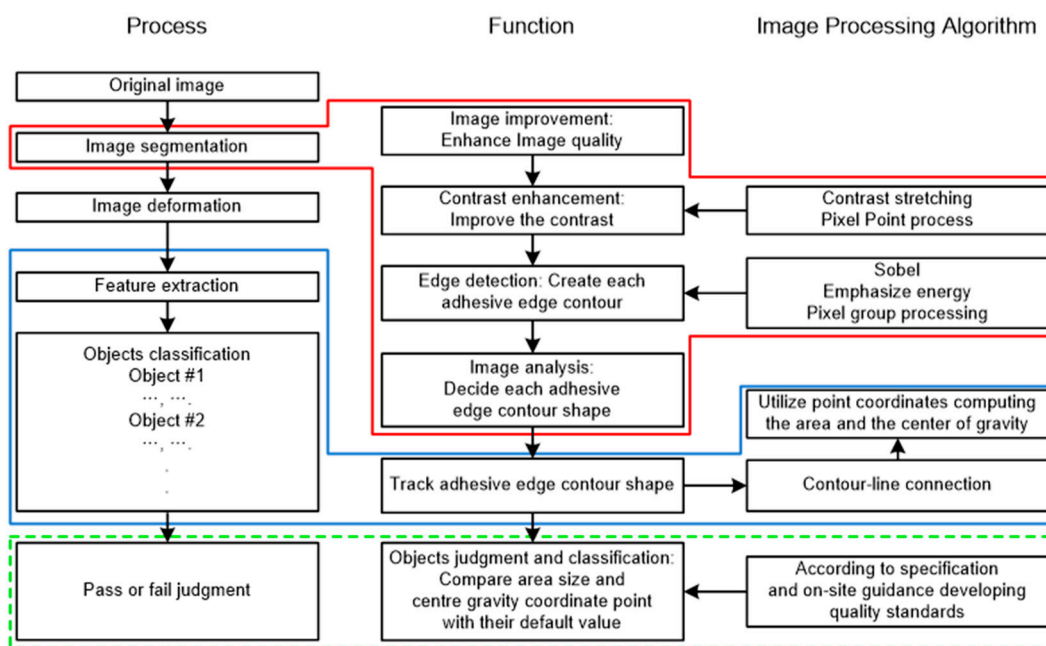 Process
Function
Image Processing Algorithm
Original image
Image segmentation
Image deformation
Feature extraction
Objects classification
Object #1
…, ….
Object #2
…, ….
.
.
Pass or fail judgment
Image improvement:
Enhance Image quality
Contrast enhancement:
Improve the contrast
Edge detection: Create each
adhesive edge contour
Image analysis:
Decide each adhesive
edge contour shape
Track adhesive edge contour shape
Objects judgment and classification:
Compare area size and
centre gravity coordinate point
with their default value
Contrast stretching
Pixel Point process
Sobel
Emphasize energy
Pixel group processing
Utilize point coordinates computing
the area and the center of gravity
Contour-line connection
According to specification
and on-site guidance developing
quality standards